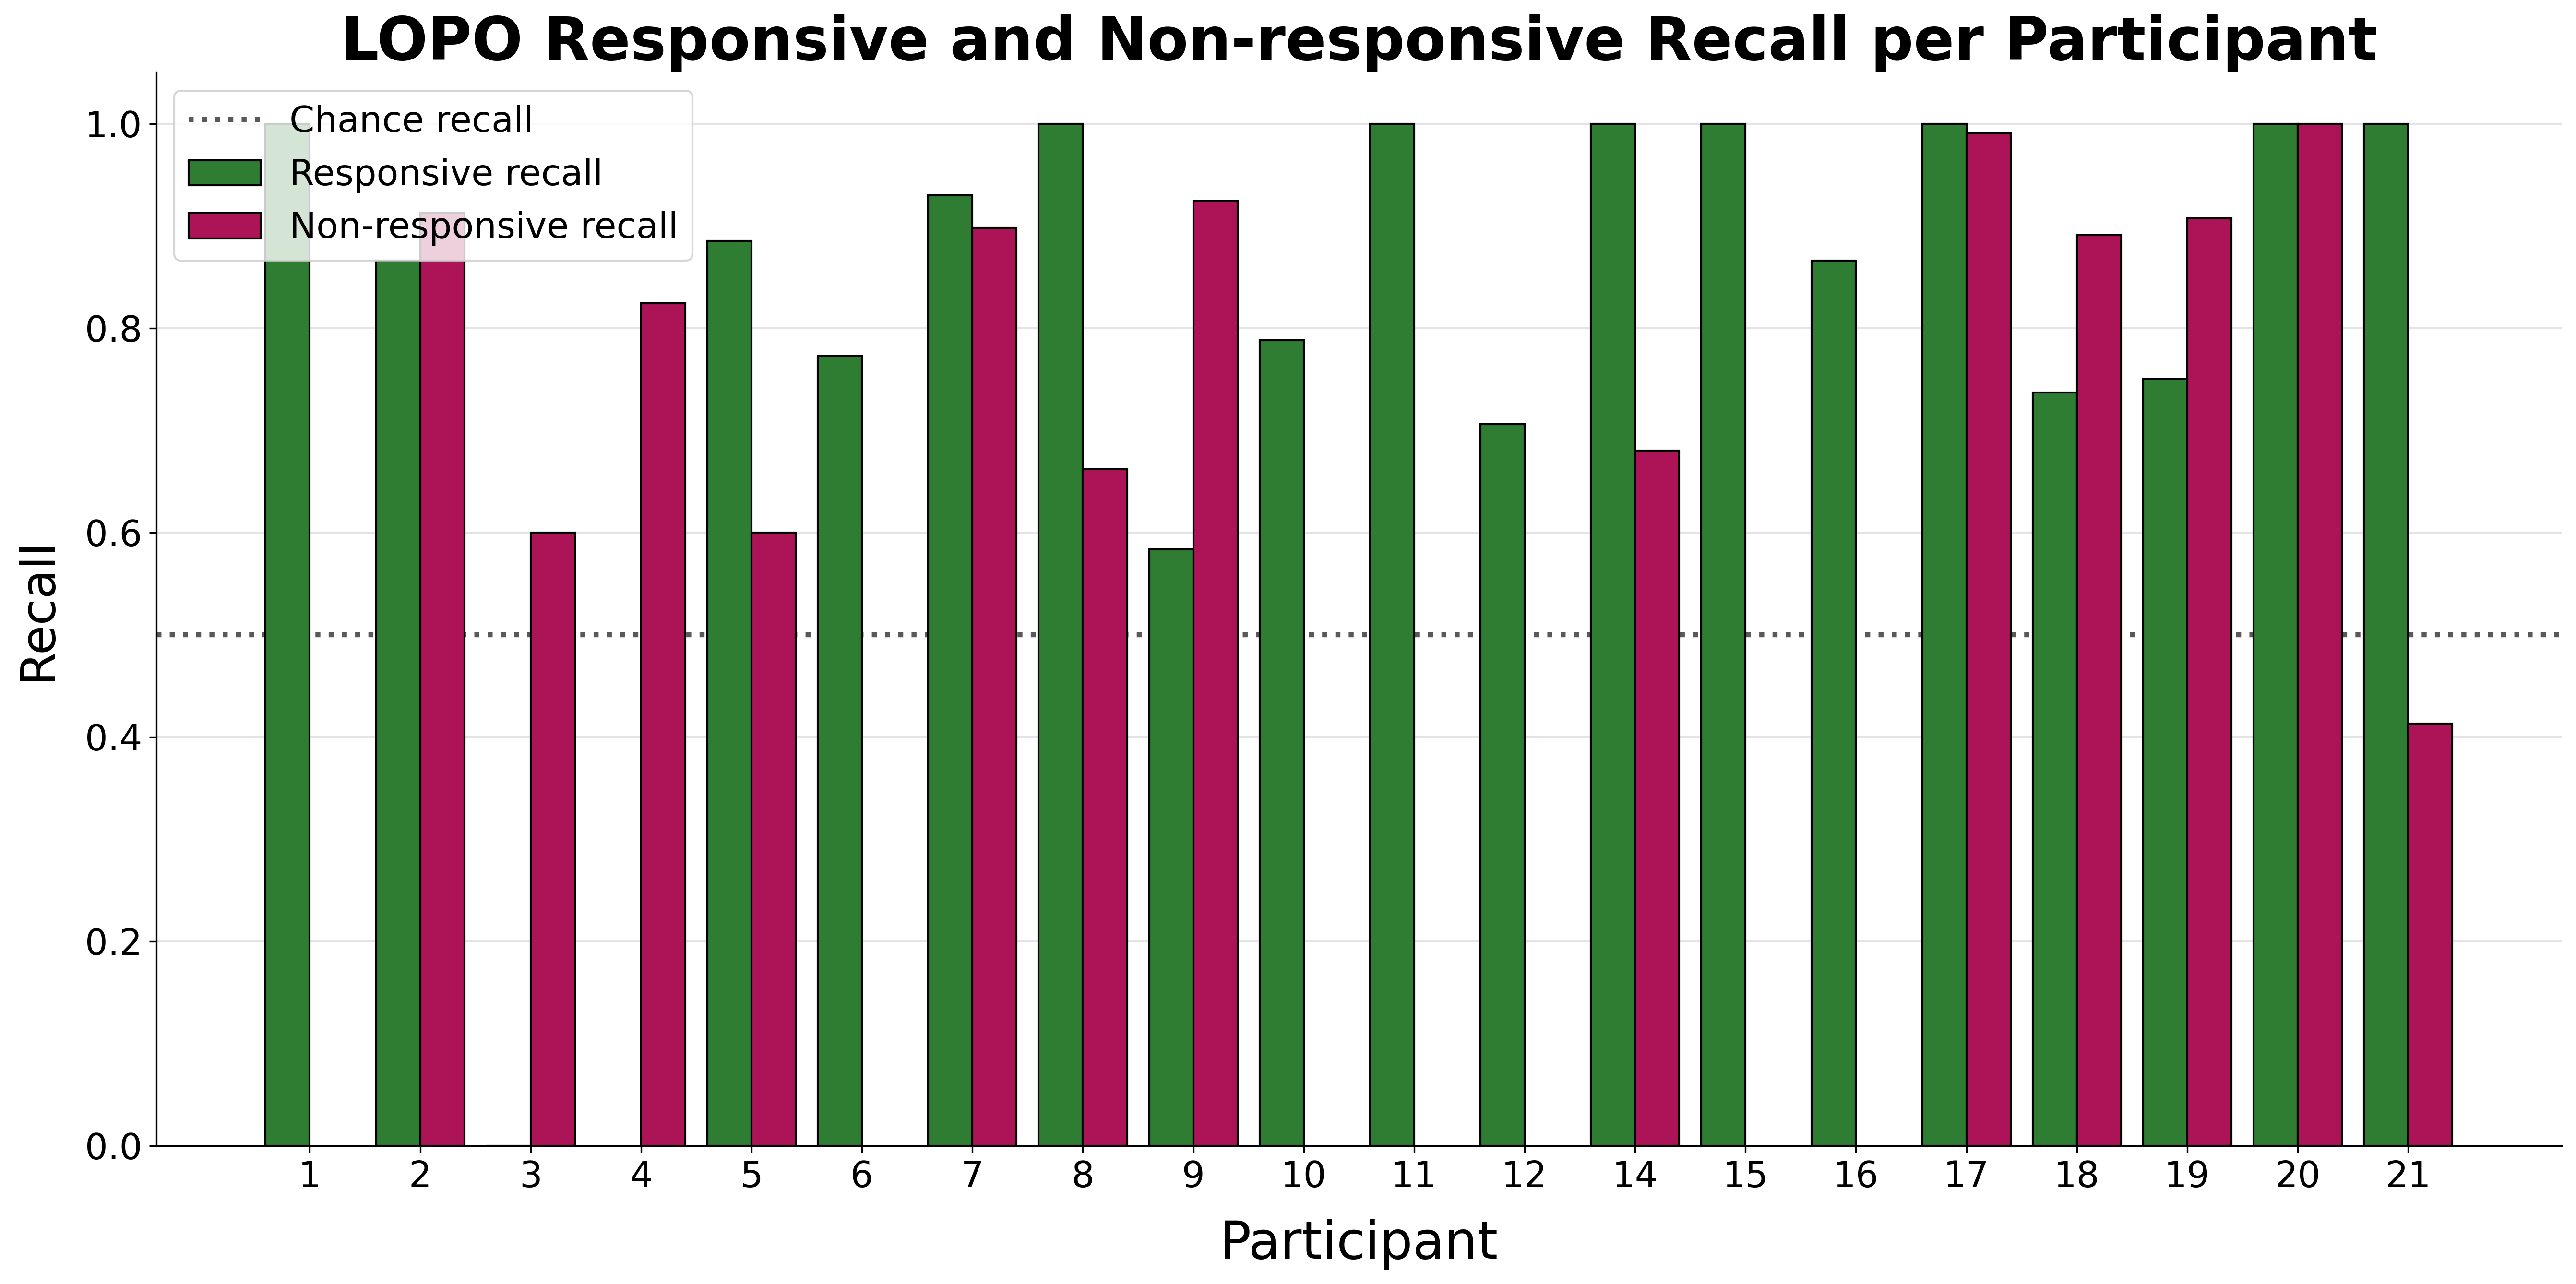 LOPO Responsive and Non-responsive Recall per Participant
Chance recall
Responsive recall
Non-responsive recall
Recall
1.0
0.8
0.6
0.4
0.2
0.0
1 2 3 4 5 6 7 8 9 10 11 12 14 15 16 17 18 19 20 21
Participant